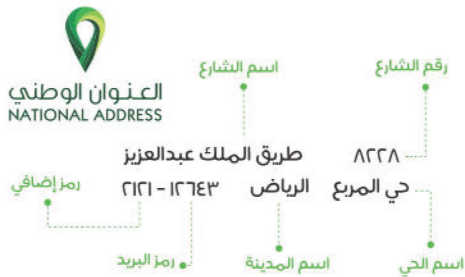 العنوان الوطني
NATIONAL ADDRESS
رقم الشارع
اسم الشارع
٨٢٢٨ طريق الملك عبدالعزيز
حي المربع الرياض ١٢٦٤٣ - ٢١٢١
رمز إضافي
اسم الحي
اسم المدينة
رمز البريد